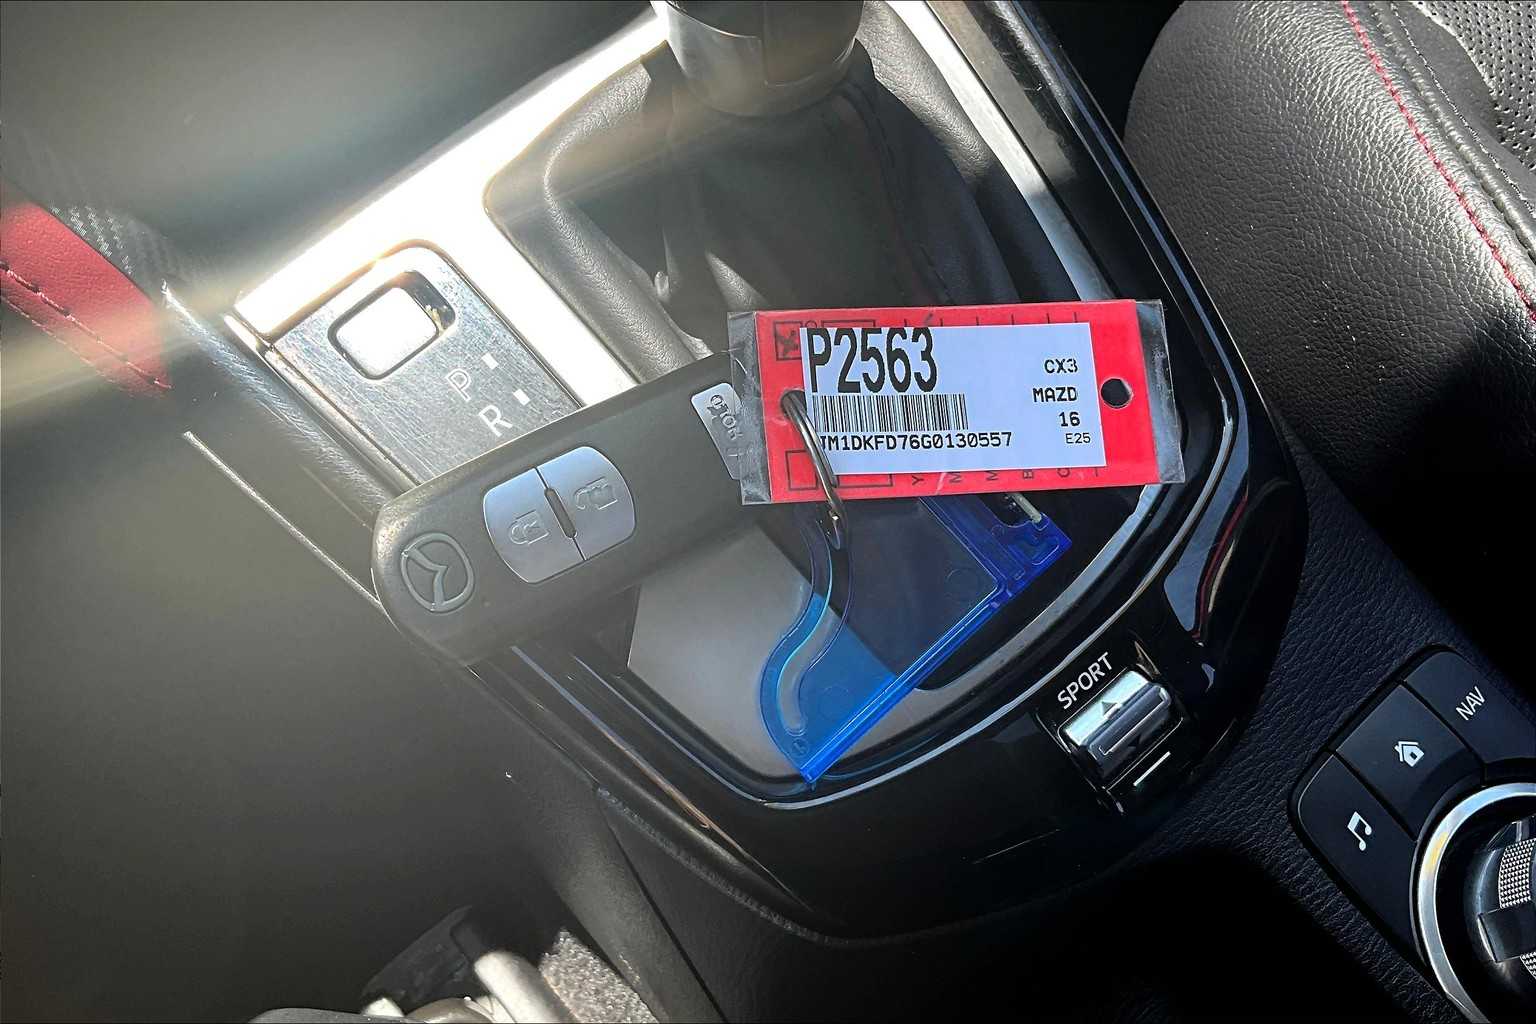 P2563
CX3
MAZD
16
JM1DKFD76G0130557
E25
P
R
SPORT
NAV